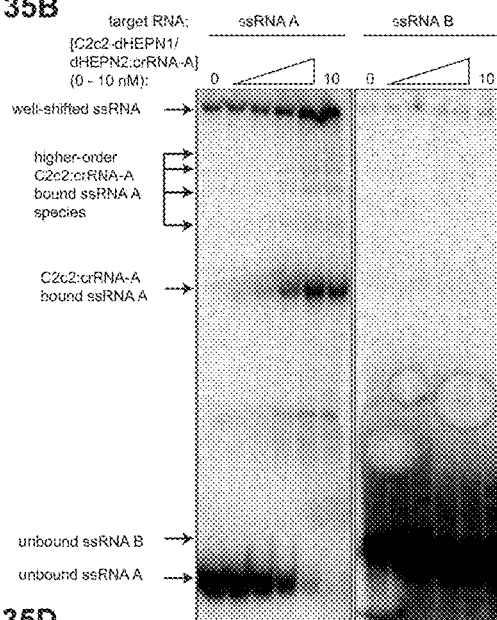 35B
target RNA: ssRNA A ssRNA B
[C2c2-dHEPN1/
dHEPN2:crRNA-A]
(0 - 10 nM): 0 10 0 10
well-shifted ssRNA
higher-order
C2c2:crRNA-A
bound ssRNA A
species
C2c2:crRNA-A
bound ssRNA A
unbound ssRNA B
unbound ssRNA A
35D